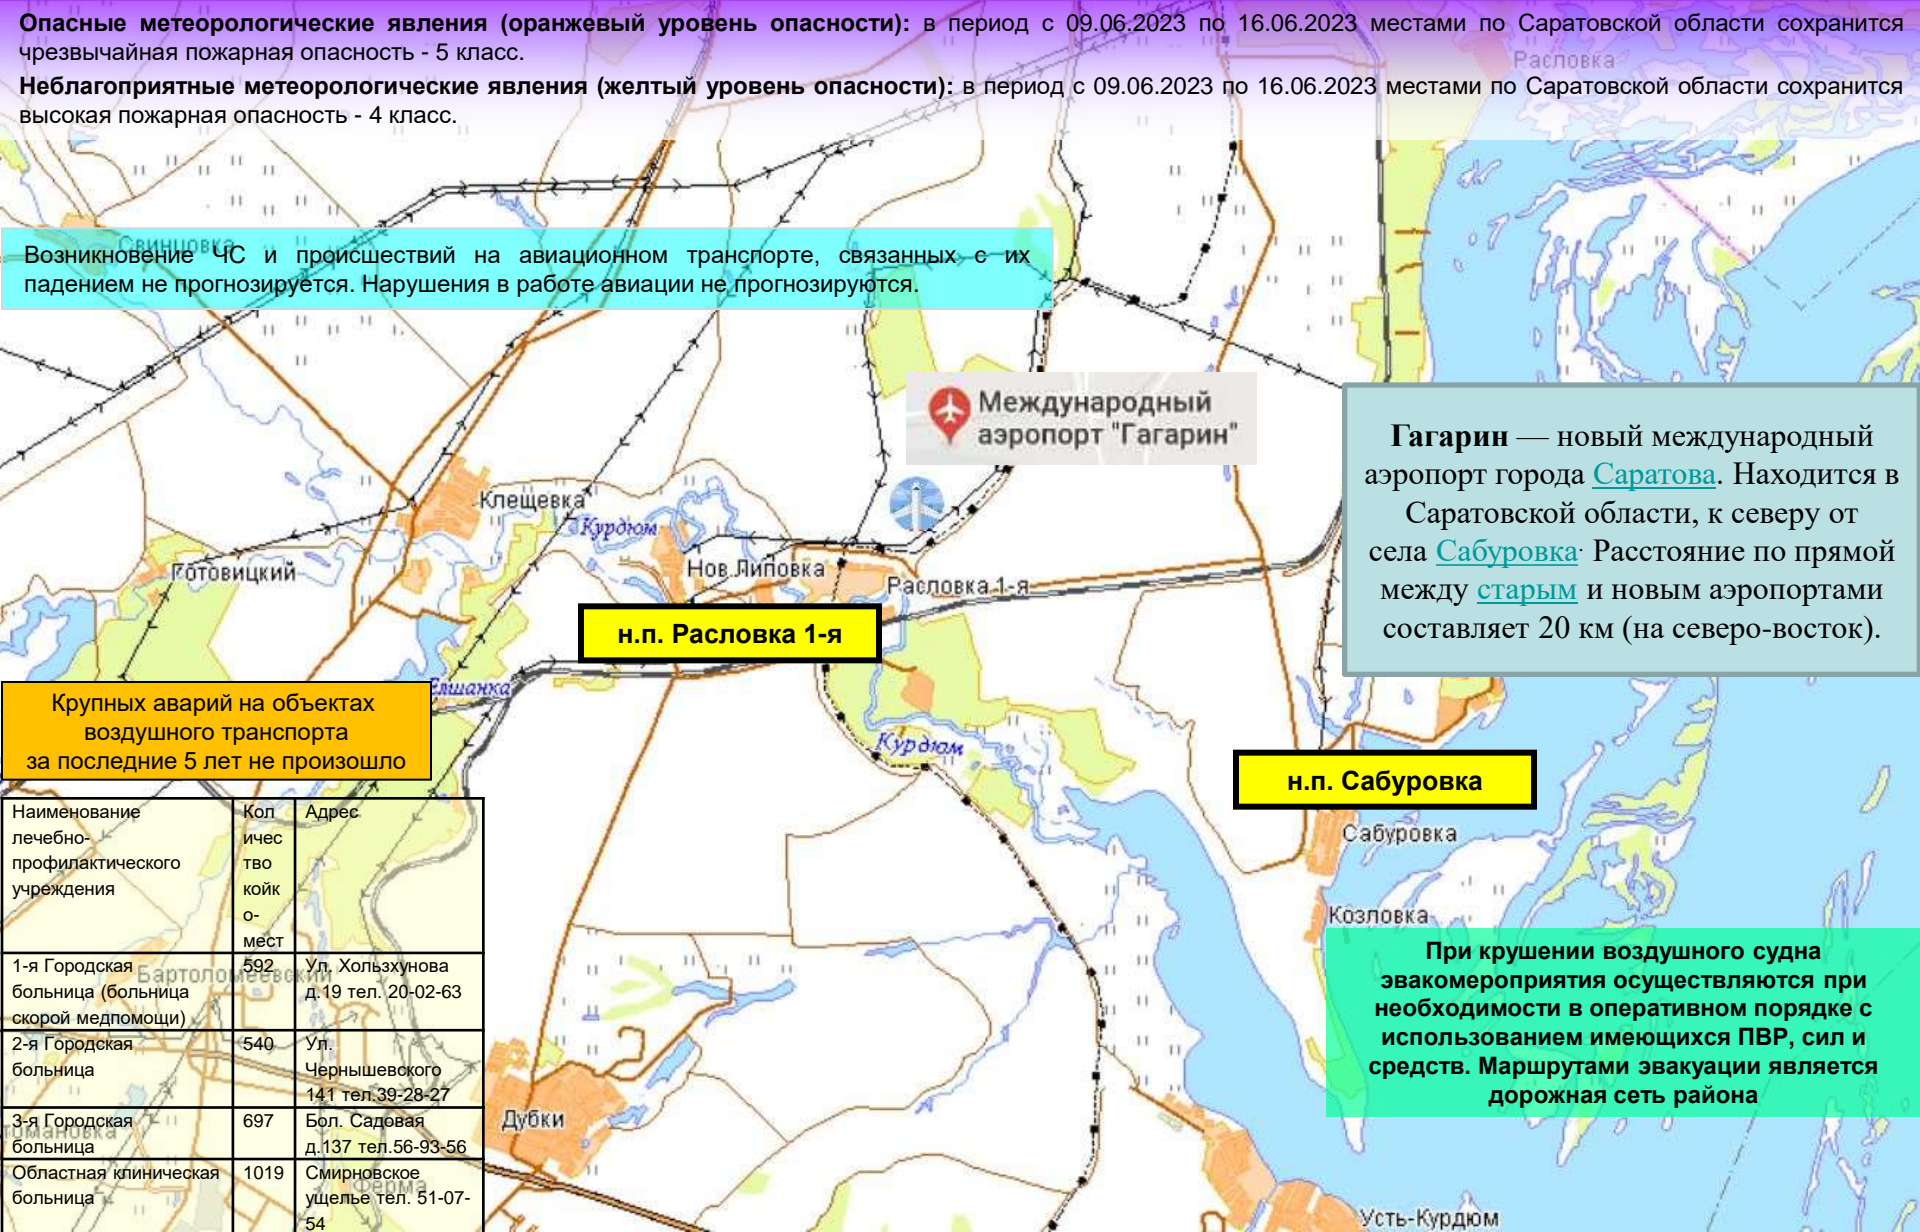 Опасные метеорологические явления (оранжевый уровень опасности): в период с 09.06.2023 по 16.06.2023 местами по Саратовской области сохранится
чрезвычайная пожарная опасность - 5 класс.
Неблагоприятные метеорологические явления (желтый уровень опасности): в период с 09.06.2023 по 16.06.2023 местами по Саратовской области сохранится
высокая пожарная опасность - 4 класс.
Расловка
Свинцовка
Возникновение ЧС и происшествий на авиационном транспорте, связанных с их
падением не прогнозируется. Нарушения в работе авиации не прогнозируются.
Международный
аэропорт "Гагарин"
Гагарин — новый международный
аэропорт города Саратова. Находится в
Саратовской области, к северу от
села Сабуровка. Расстояние по прямой
между старым и новым аэропортами
составляет 20 км (на северо-восток).
Клещевка
Курдюм
Готовицкий
Нов.Липовка
Расловка 1-я
н.п. Расловка 1-я
Елшанка
Курдюм
Крупных аварий на объектах
воздушного транспорта
за последние 5 лет не произошло
н.п. Сабуровка
Сабуровка
Козловка
Наименование
лечебно-
профилактического
учреждения
Кол
ичес
тво
койк
о-
мест
Адрес
1-я Городская
больница (больница
скорой медпомощи)
592
Ул. Хользхунова
д.19 тел. 20-02-63
Бартоломеевский
2-я Городская
больница
540
Ул.
Чернышевского
141 тел.39-28-27
3-я Городская
больница
697
Бол. Садовая
д.137 тел.56-93-56
Областная клиническая
больница
1019
Смирновское
ущелье тел. 51-07-
54
Ферма
Дубки
При крушении воздушного судна
эвакомероприятия осуществляются при
необходимости в оперативном порядке с
использованием имеющихся ПВР, сил и
средств. Маршрутами эвакуации является
дорожная сеть района
Усть-Курдюм